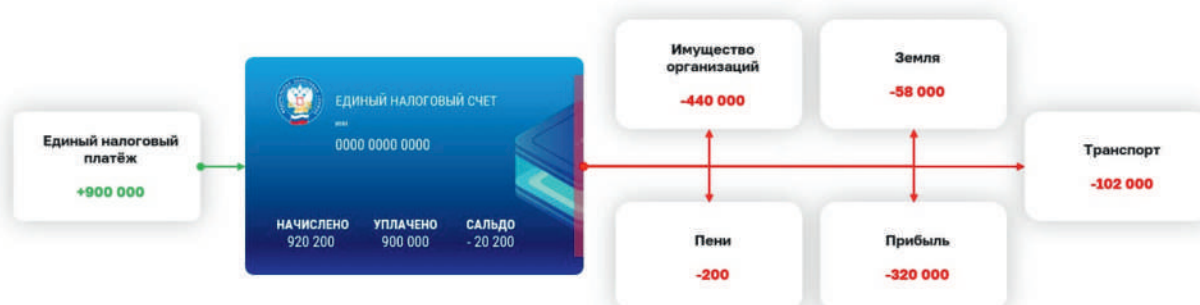 Единый налоговый
платёж
+900 000
ЕДИНЫЙ НАЛОГОВЫЙ СЧЕТ
ИНН
0000 0000 0000
НАЧИСЛЕНО УПЛАЧЕНО САЛЬДО
920 200 900 000 - 20 200
Имущество
организаций
-440 000
Земля
-58 000
Транспорт
-102 000
Пени
-200
Прибыль
-320 000